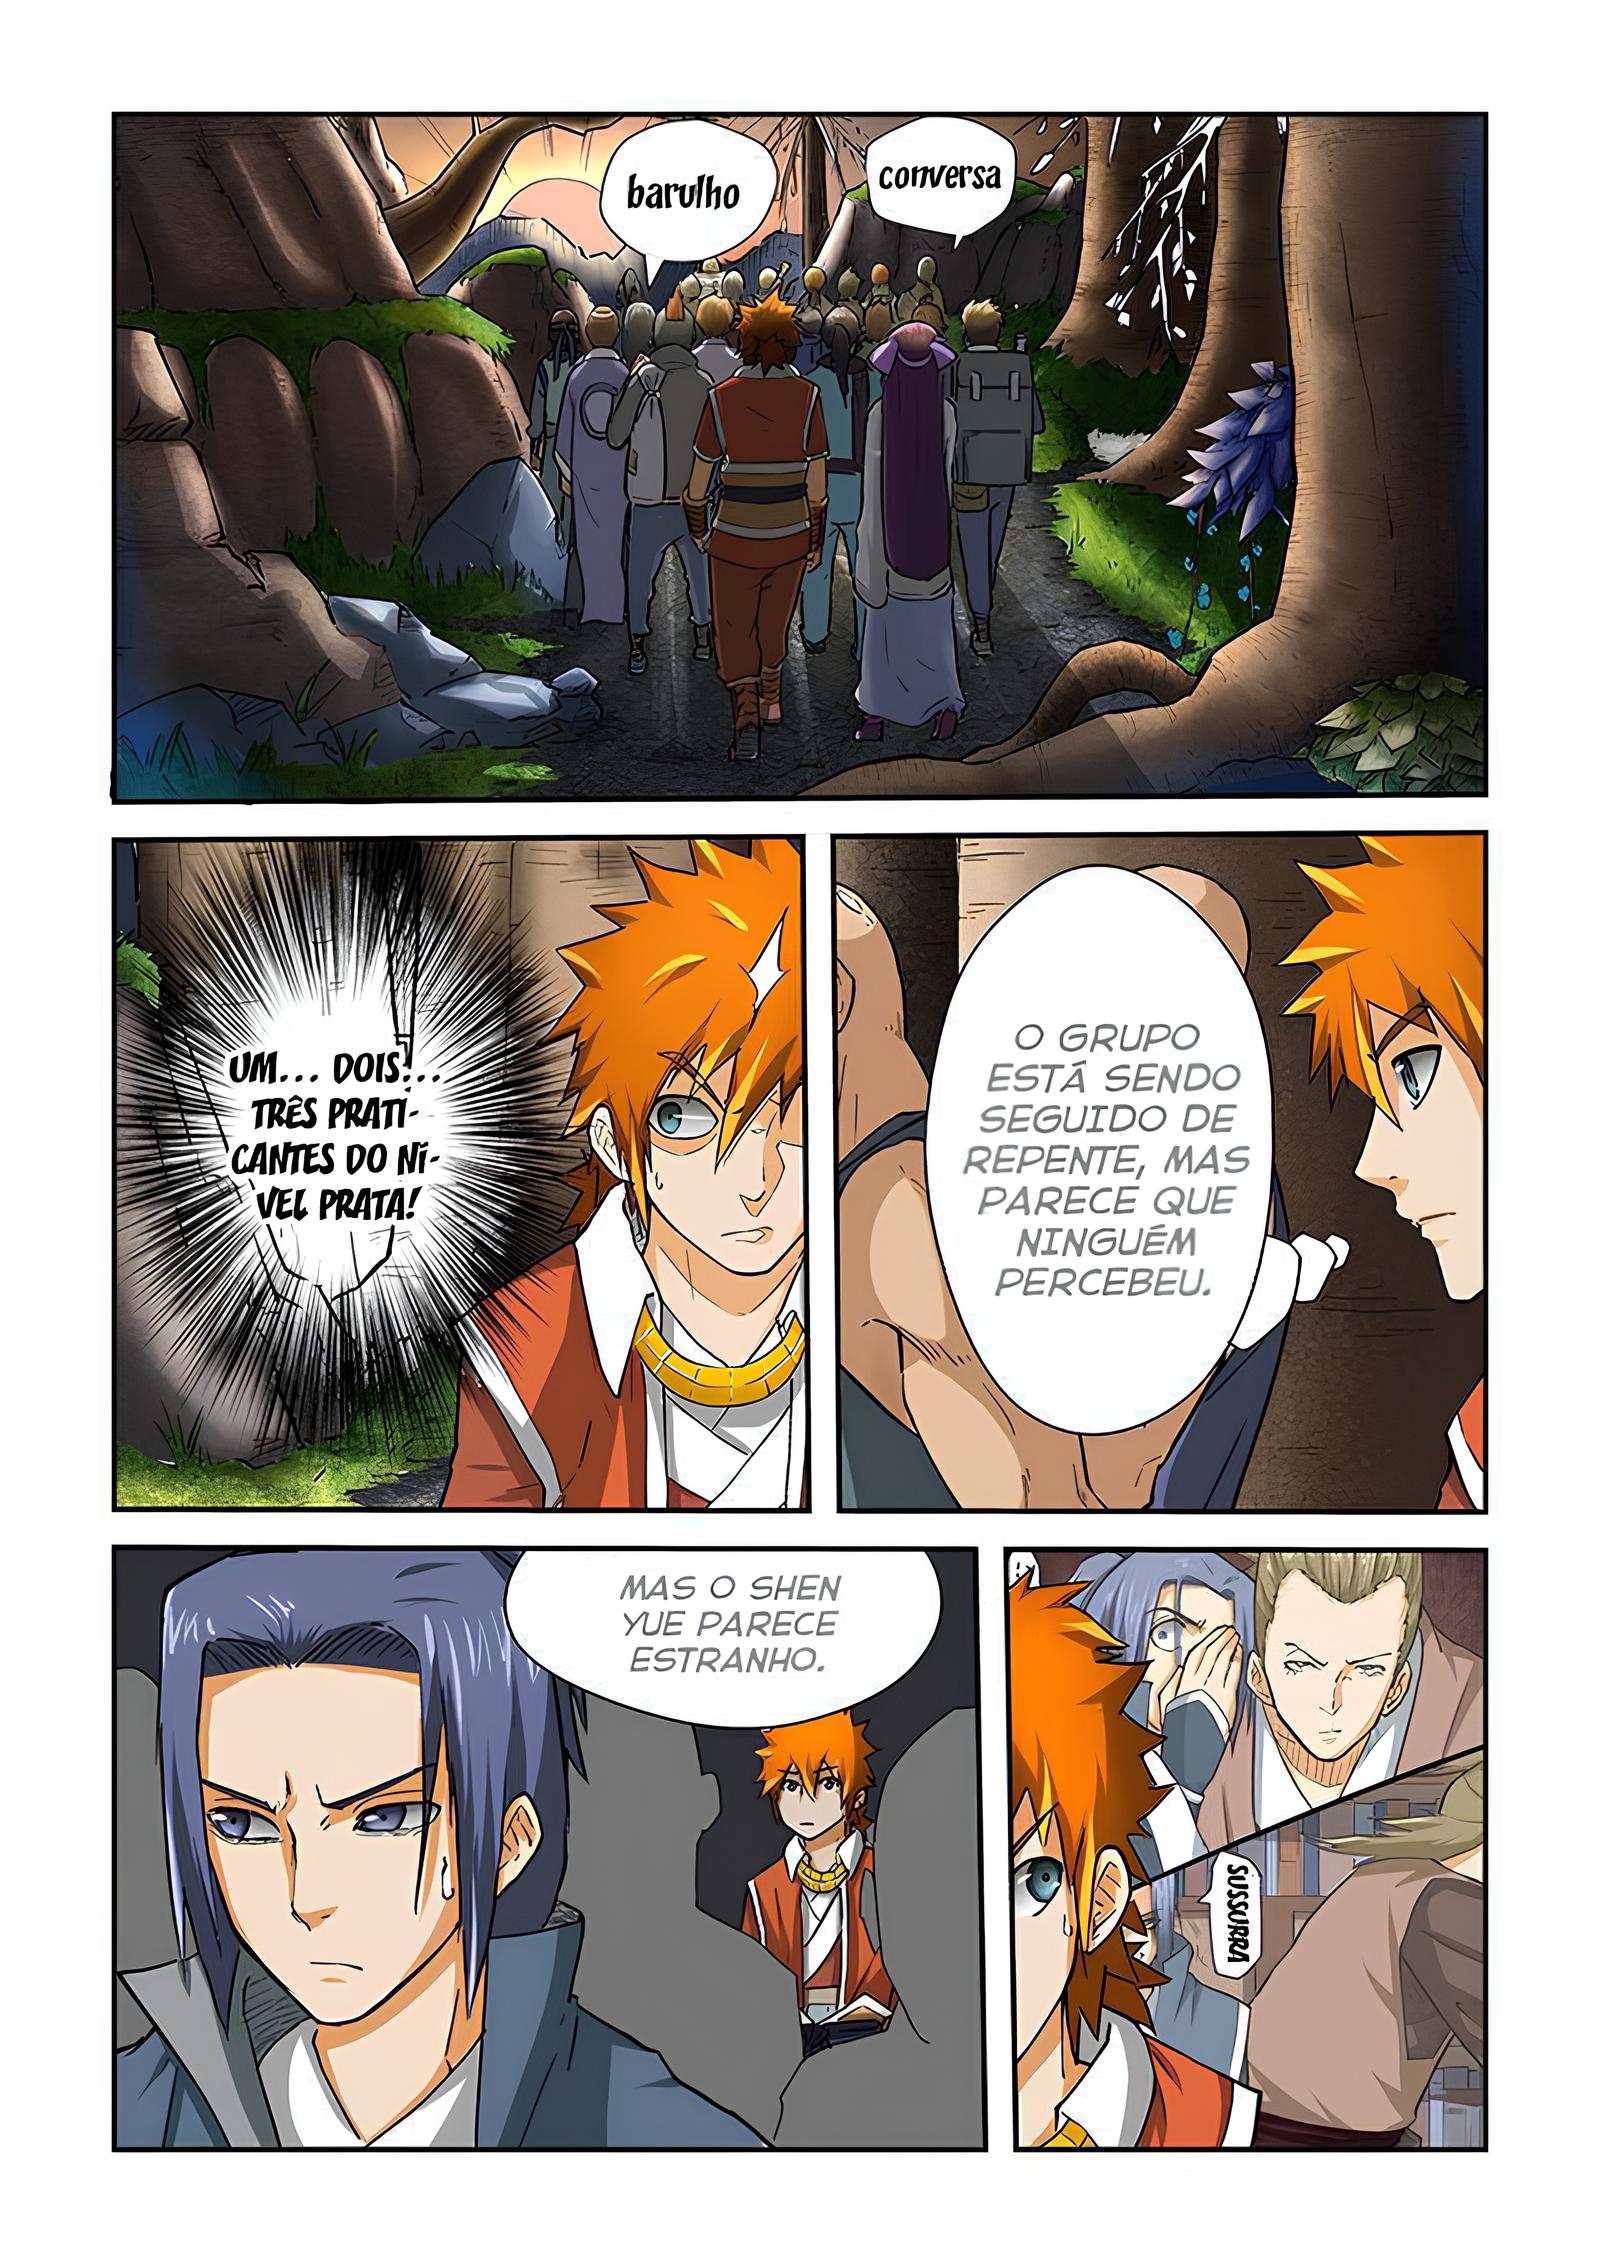 barulho
conversa
UM... DOIS!...
TRÊS PRATI-
CANTES DO NÍ-
VEL PRATA!
O GRUPO
ESTÁ SENDO
SEGUIDO DE
REPENTE, MAS
PARECE QUE
NINGUÉM
PERCEBEU.
MAS O SHEN
YUE PARECE
ESTRANHO.
SUSSURRA